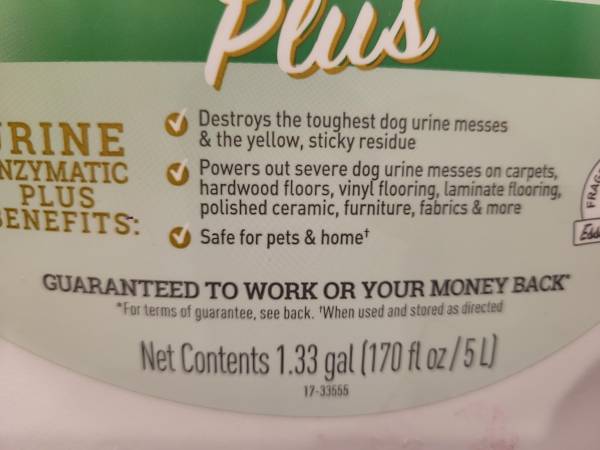 Plus
Destroys the toughest dog urine messes
& the yellow, sticky residue
Powers out severe dog urine messes on carpets,
hardwood floors, vinyl flooring, laminate flooring,
polished ceramic, furniture, fabrics & more
Safe for pets & home†
RINE
NZYMATIC
PLUS
ENEFITS:
FRAG
Ess
GUARANTEED TO WORK OR YOUR MONEY BACK*
*For terms of guarantee, see back. †When used and stored as directed
Net Contents 1.33 gal (170 fl oz / 5 L)
17-33555